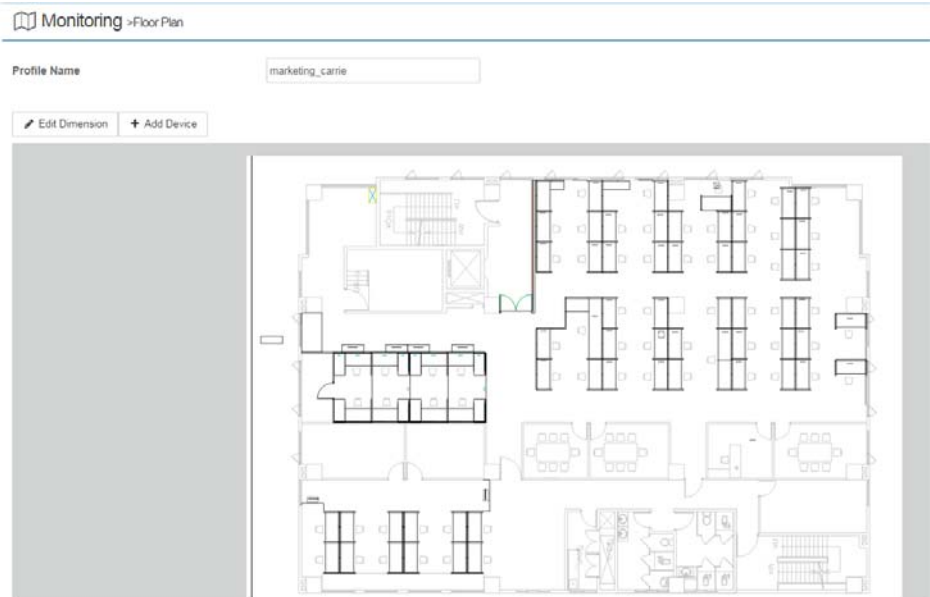 Monitoring >Floor Plan
Profile Name
marketing_carrie
Edit Dimension
Add Device